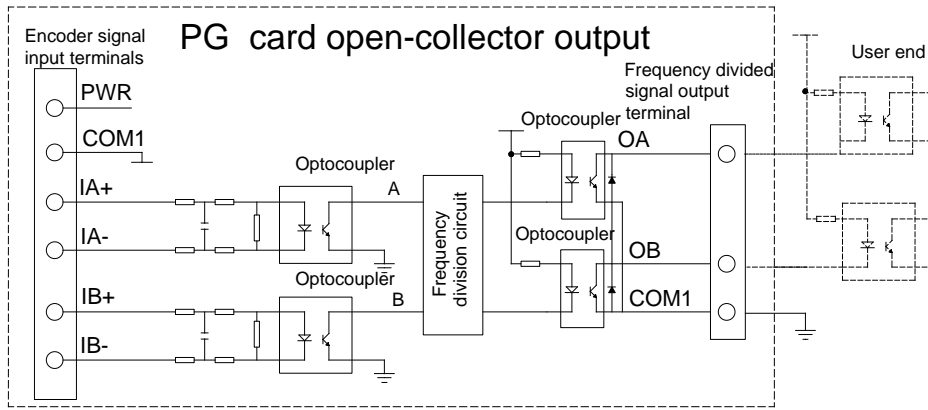 PG card open-collector output
Encoder signal
input terminals
PWR
COM1
IA+
IA-
IB+
IB-
Optocoupler
A
Optocoupler
B
Frequency
division circuit
Optocoupler
Optocoupler
Frequency divided
signal output
terminal
OA
OB
COM1
User end